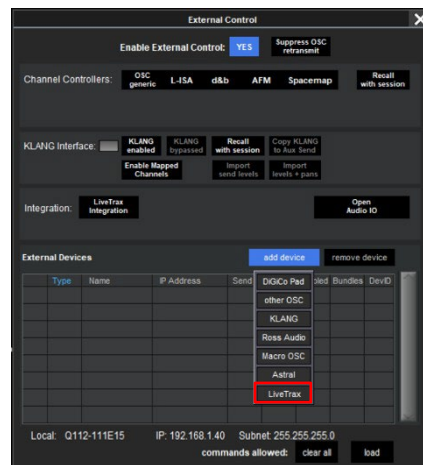 External Control X
Enable External Control: YES Suppress OSC retransmit
Channel Controllers: OSC generic L-ISA d&b AFM Spacemap Recall with session
KLANG Interface: KLANG enabled KLANG bypassed Recall with session Copy KLANG to Aux Send
Enable Mapped Channels Import send levels Import levels + pans
Integration: LiveTrax Integration Open Audio IO
External Devices add device remove device
Type Name IP Address Send bled Bundles DevID
DiGiCo Pad
other OSC
KLANG
Ross Audio
Macro OSC
Astral
LiveTrax
Local: Q112-111E15 IP: 192.168.1.40 Subnet: 255.255.255.0
commands allowed: clear all load